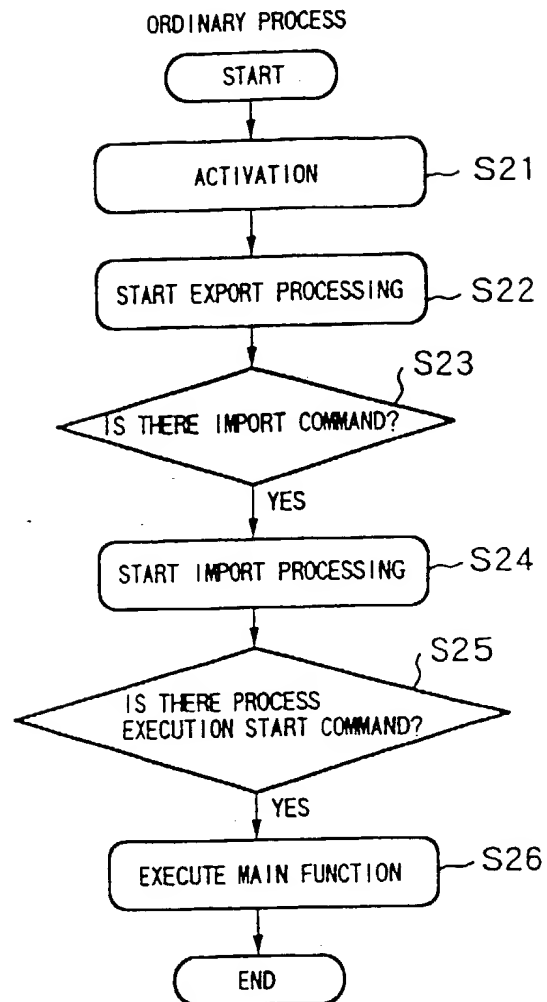 ORDINARY PROCESS
START
ACTIVATION
S21
START EXPORT PROCESSING
S22
S23
IS THERE IMPORT COMMAND?
YES
START IMPORT PROCESSING
S24
S25
IS THERE PROCESS
EXECUTION START COMMAND?
YES
EXECUTE MAIN FUNCTION
S26
END